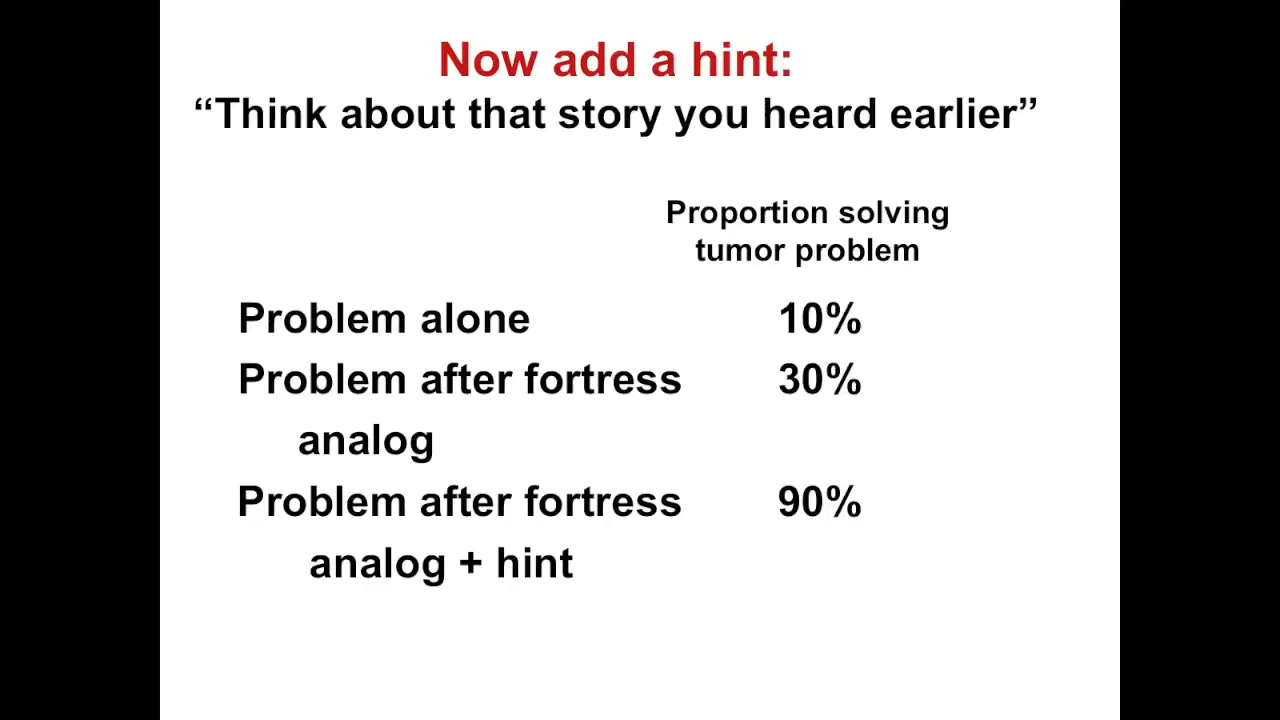 Now add a hint:
“Think about that story you heard earlier”
Proportion solving
tumor problem
Problem alone 10%
Problem after fortress 30%
analog
Problem after fortress 90%
analog + hint